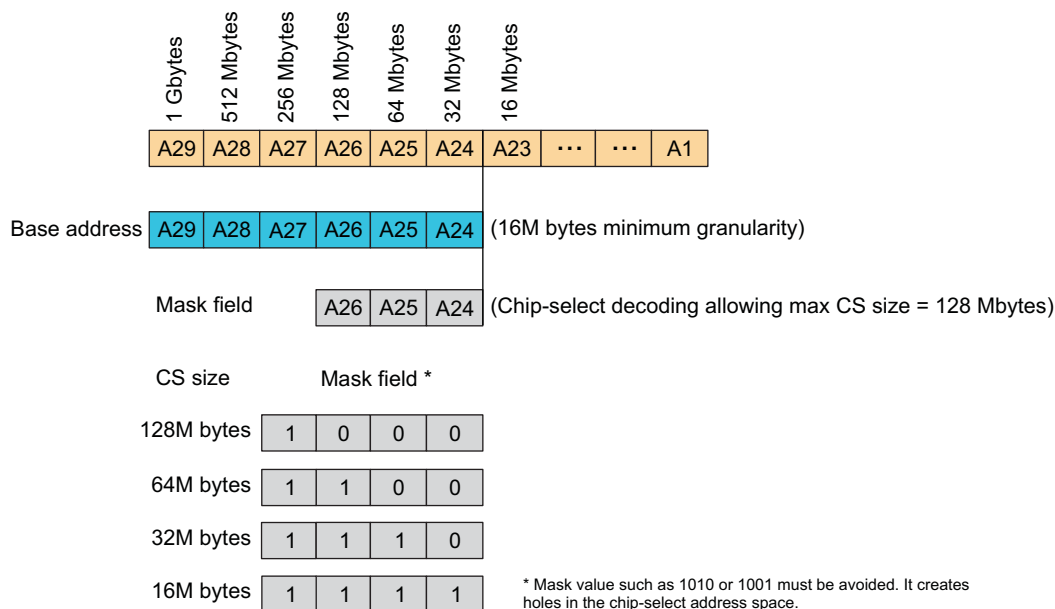 1 Gbytes
512 Mbytes
256 Mbytes
128 Mbytes
64 Mbytes
32 Mbytes
16 Mbytes
A29 A28 A27 A26 A25 A24 A23 ... ... A1
Base address A29 A28 A27 A26 A25 A24 (16M bytes minimum granularity)
Mask field A26 A25 A24 (Chip-select decoding allowing max CS size = 128 Mbytes)
CS size Mask field *
128M bytes 1 0 0 0
64M bytes 1 1 0 0
32M bytes 1 1 1 0
16M bytes 1 1 1 1
* Mask value such as 1010 or 1001 must be avoided. It creates
holes in the chip-select address space.